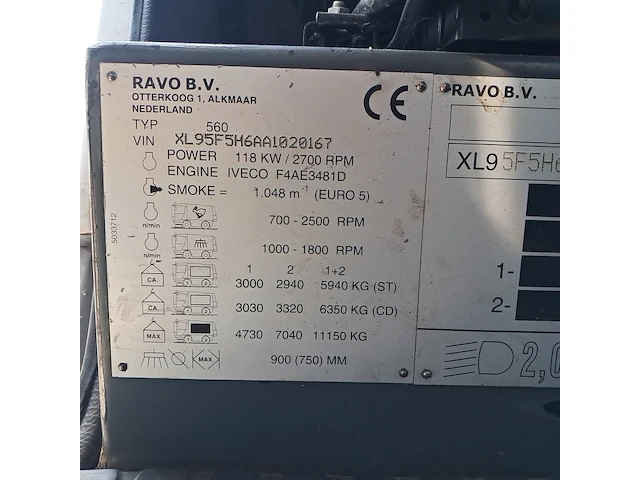 RAVO B.V.
OTTERKOOG 1, ALKMAAR
NEDERLAND
CE
TYP 560
VIN XL95F5H6AA1020167
POWER 118 KW / 2700 RPM
ENGINE IVECO F4AE3481D
SMOKE = 1.048 m⁻¹ (EURO 5)
n/min 700 - 2500 RPM
n/min 1000 - 1800 RPM
1 2 1+2
CA. 3000 2940 5940 KG (ST)
CA. 3030 3320 6350 KG (CD)
MAX. 4730 7040 11150 KG
MAX. 900 (750) MM
5033712
RAVO B.V.
XL95F5H6
1-
2-
2,0